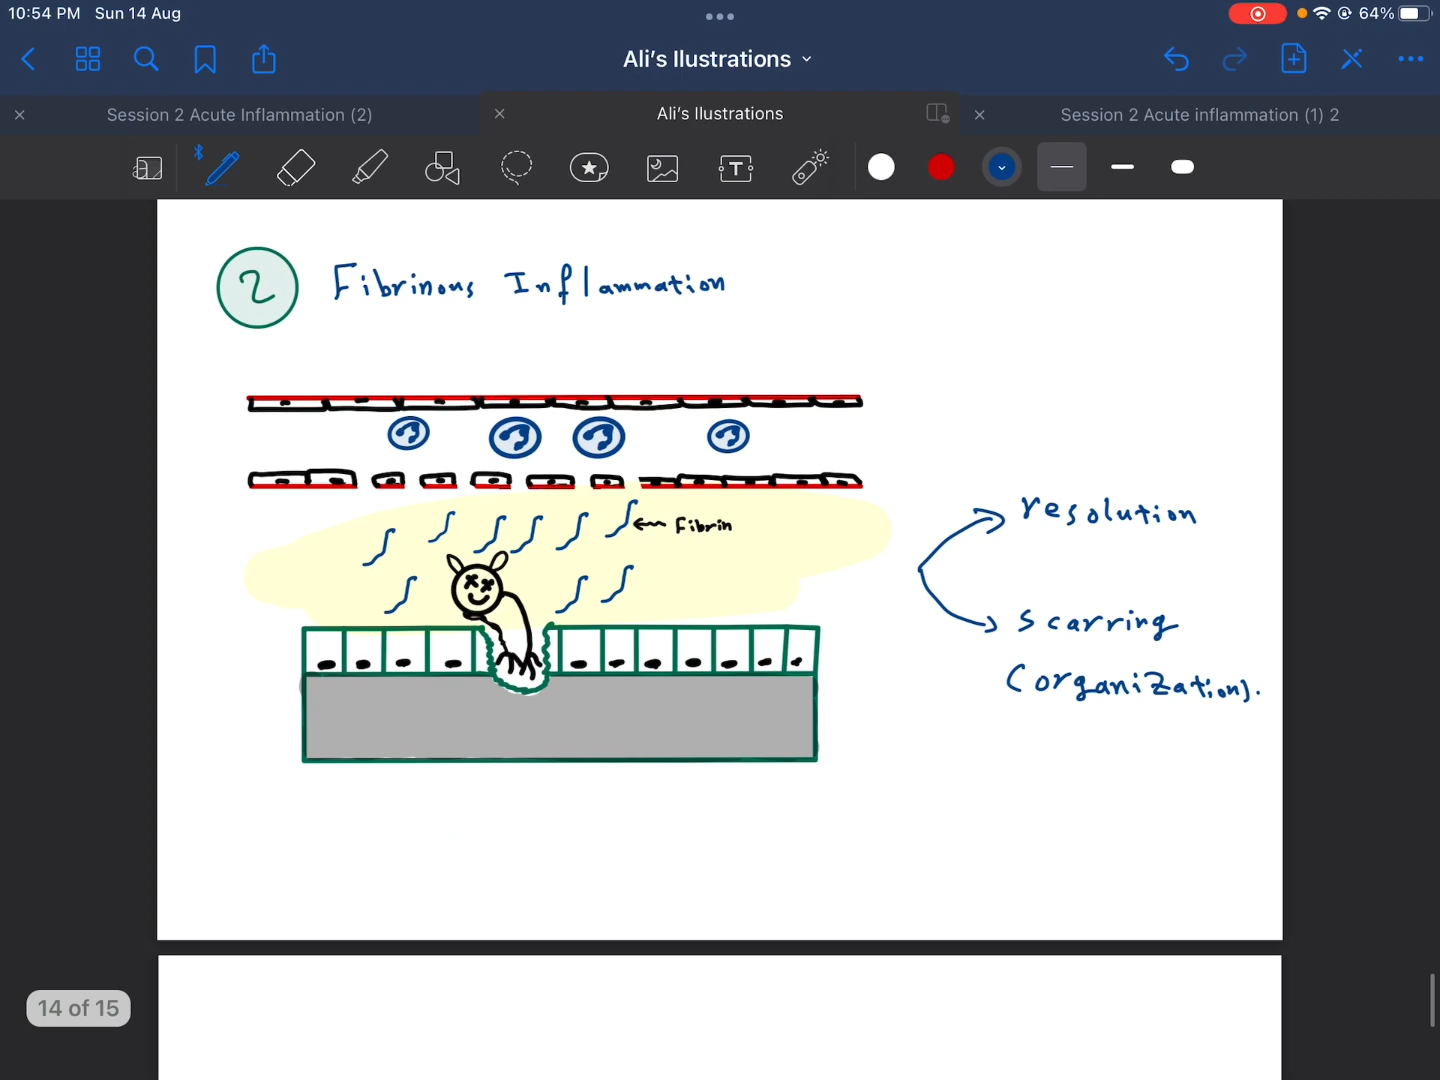 10:54 PM Sun 14 Aug
64%
Ali's Ilustrations
Session 2 Acute Inflammation (2)
Ali's Ilustrations
Session 2 Acute inflammation (1) 2
a
T
2 Fibrinous Inflammation
Fibrin
resolution
scarring
(organization).
14 of 15